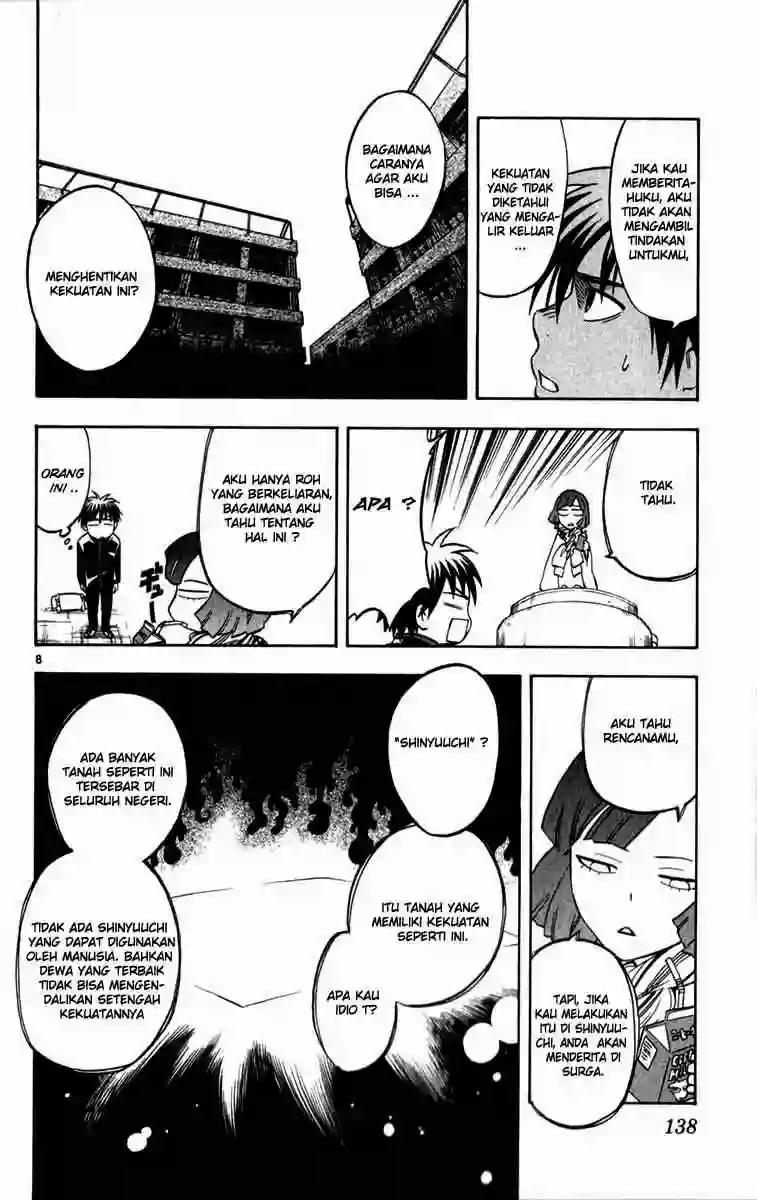 JIKA KAU
MEMBERITA-
HUKU, AKU
TIDAK AKAN
MENGAMBIL
TINDAKAN
UNTUKMU,
KEKUATAN
YANG TIDAK
DIKETAHUI
YANG MENGA-
LIR KELUAR
...
BAGAIMANA
CARANYA
AGAR AKU
BISA ...
MENGHENTIKAN
KEKUATAN INI?
TIDAK
TAHU.
APA ?
AKU HANYA ROH
YANG BERKELIARAN,
BAGAIMANA AKU
TAHU TENTANG
HAL INI ?
ORANG
INI ..
8
AKU TAHU
RENCANAMU,
TAPI, JIKA
KAU MELAKUKAN
ITU DI SHINYUU-
CHI, ANDA AKAN
MENDERITA DI
SURGA.
"SHINYUUCHI" ?
ITU TANAH YANG
MEMILIKI KEKUATAN
SEPERTI INI.
APA KAU
IDIO T?
ADA BANYAK
TANAH SEPERTI INI
TERSEBAR DI
SELURUH NEGERI.
TIDAK ADA SHINYUUCHI
YANG DAPAT DIGUNAKAN
OLEH MANUSIA. BAHKAN
DEWA YANG TERBAIK
TIDAK BISA MENGEN-
DALIKAN SETENGAH
KEKUATANNYA
138